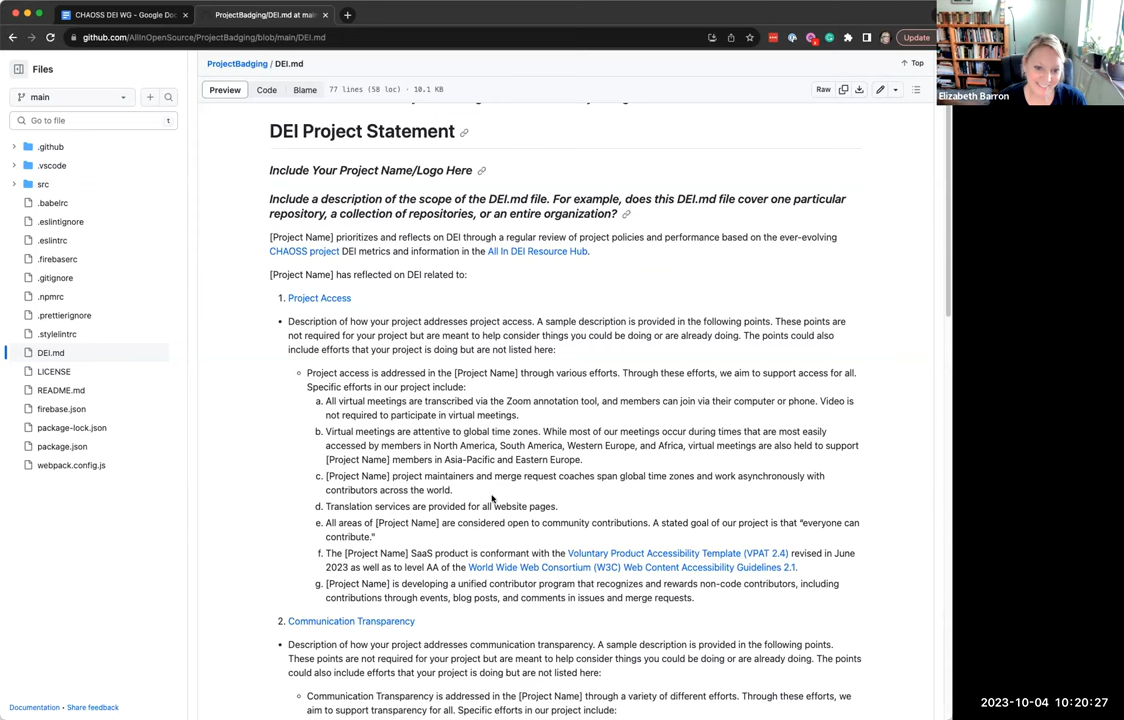 CHAOSS DEI WG - Google Doc
ProjectBadging/DEI.md at mai
github.com/AllInOpenSource/ProjectBadging/blob/main/DEI.md
Update
Files
main
Go to file
t
.github
.vscode
src
.babelrc
.eslintignore
.eslintrc
.firebaserc
.gitignore
.npmrc
.prettierignore
.stylelintrc
DEI.md
LICENSE
README.md
firebase.json
package-lock.json
package.json
webpack.config.js
Documentation • Share feedback
ProjectBadging / DEI.md
Top
Preview
Code
Blame
77 lines (58 loc) · 10.1 KB
Raw
DEI Project Statement
Include Your Project Name/Logo Here
Include a description of the scope of the DEI.md file. For example, does this DEI.md file cover one particular
repository, a collection of repositories, or an entire organization?
[Project Name] prioritizes and reflects on DEI through a regular review of project policies and performance based on the ever-evolving
CHAOSS project DEI metrics and information in the All In DEI Resource Hub.
[Project Name] has reflected on DEI related to:
1. Project Access
• Description of how your project addresses project access. A sample description is provided in the following points. These points are
not required for your project but are meant to help consider things you could be doing or are already doing. The points could also
include efforts that your project is doing but are not listed here:
○ Project access is addressed in the [Project Name] through various efforts. Through these efforts, we aim to support access for all.
Specific efforts in our project include:
a. All virtual meetings are transcribed via the Zoom annotation tool, and members can join via their computer or phone. Video is
not required to participate in virtual meetings.
b. Virtual meetings are attentive to global time zones. While most of our meetings occur during times that are most easily
accessed by members in North America, South America, Western Europe, and Africa, virtual meetings are also held to support
[Project Name] members in Asia-Pacific and Eastern Europe.
c. [Project Name] project maintainers and merge request coaches span global time zones and work asynchronously with
contributors across the world.
d. Translation services are provided for all website pages.
e. All areas of [Project Name] are considered open to community contributions. A stated goal of our project is that “everyone can
contribute."
f. The [Project Name] SaaS product is conformant with the Voluntary Product Accessibility Template (VPAT 2.4) revised in June
2023 as well as to level AA of the World Wide Web Consortium (W3C) Web Content Accessibility Guidelines 2.1.
g. [Project Name] is developing a unified contributor program that recognizes and rewards non-code contributors, including
contributions through events, blog posts, and comments in issues and merge requests.
2. Communication Transparency
• Description of how your project addresses communication transparency. A sample description is provided in the following points.
These points are not required for your project but are meant to help consider things you could be doing or are already doing. The points
could also include efforts that your project is doing but are not listed here:
○ Communication Transparency is addressed in the [Project Name] through a variety of different efforts. Through these efforts, we
aim to support transparency for all. Specific efforts in our project include:
Elizabeth Barron
2023-10-04 10:20:27